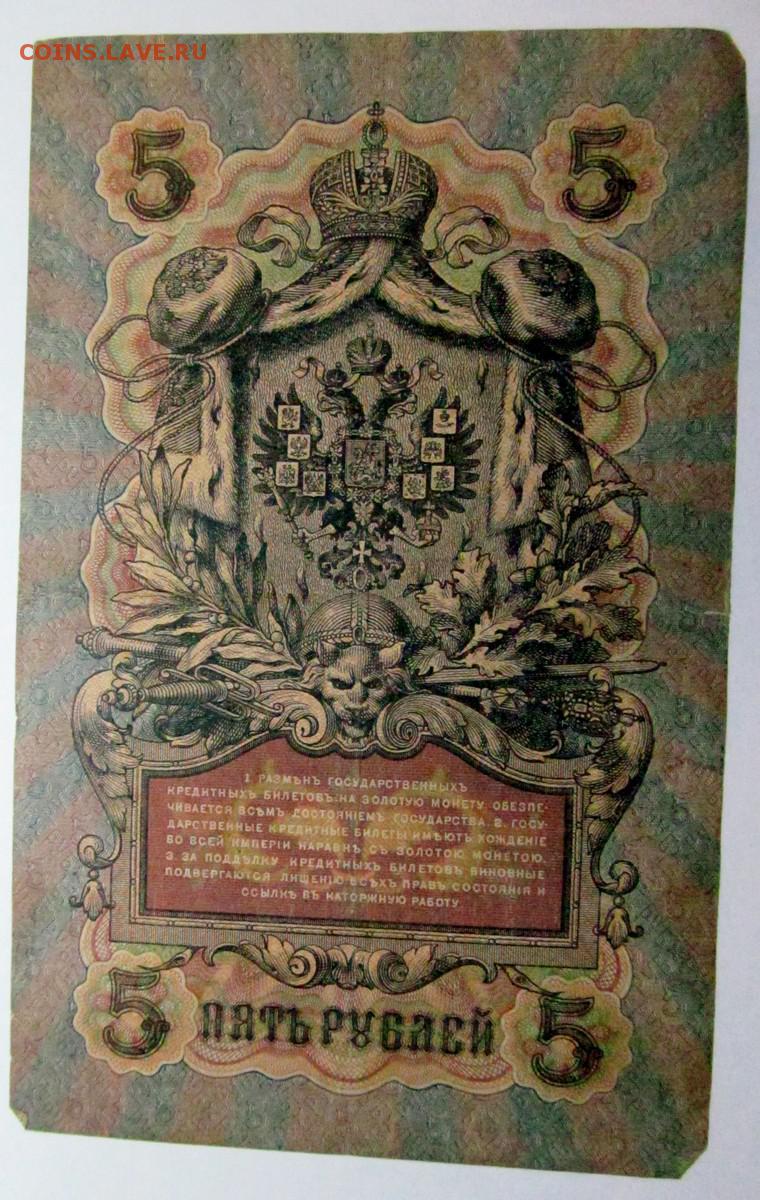 COINS.LAVE.RU
5 5
1. РАЗМѢНЪ ГОСУДАРСТВЕННЫХЪ
КРЕДИТНЫХЪ БИЛЕТОВЪ НА ЗОЛОТУЮ МОНЕТУ ОБЕЗПЕ-
ЧИВАЕТСЯ ВСѢМЪ ДОСТОЯНІЕМЪ ГОСУДАРСТВА. 2. ГОСУ-
ДАРСТВЕННЫЕ КРЕДИТНЫЕ БИЛЕТЫ ИМѢЮТЪ ХОЖДЕНІЕ
ВО ВСЕЙ ИМПЕРІИ НАРАВНѢ СЪ ЗОЛОТОЮ МОНЕТОЮ.
3. ЗА ПОДДѢЛКУ КРЕДИТНЫХЪ БИЛЕТОВЪ ВИНОВНЫЕ
ПОДВЕРГАЮТСЯ ЛИШЕНІЮ ВСѢХЪ ПРАВЪ СОСТОЯНІЯ И
ССЫЛКѢ ВЪ КАТОРЖНУЮ РАБОТУ
5 ПЯТЬ РУБЛЕЙ 5